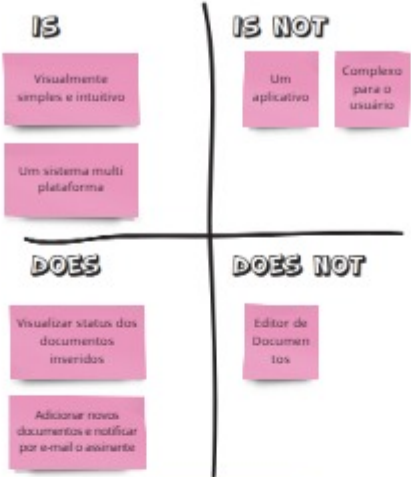 IS
Visualmente
simples e intuitivo
Um sistema multi
plataforma
IS NOT
Um
aplicativo
Complexo
para o
usuário
DOES
Visualizar status dos
documentos
inseridos
Adicionar novos
documentos e notificar
por e-mail o assinante
DOES NOT
Editor de
Documen
tos